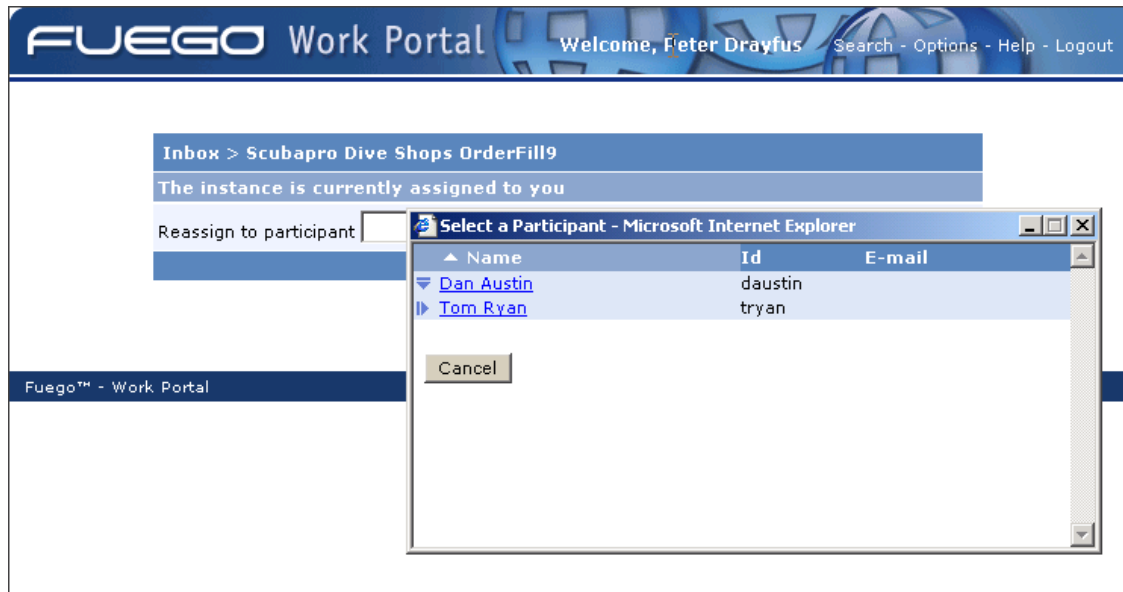 FUEGO Work Portal Welcome, Peter Drayfus Search - Options - Help - Logout
Inbox > Scubapro Dive Shops OrderFill9
The instance is currently assigned to you
Reassign to participant
Select a Participant - Microsoft Internet Explorer
Name Id E-mail
Dan Austin daustin
Tom Ryan tryan
Cancel
Fuego™ - Work Portal